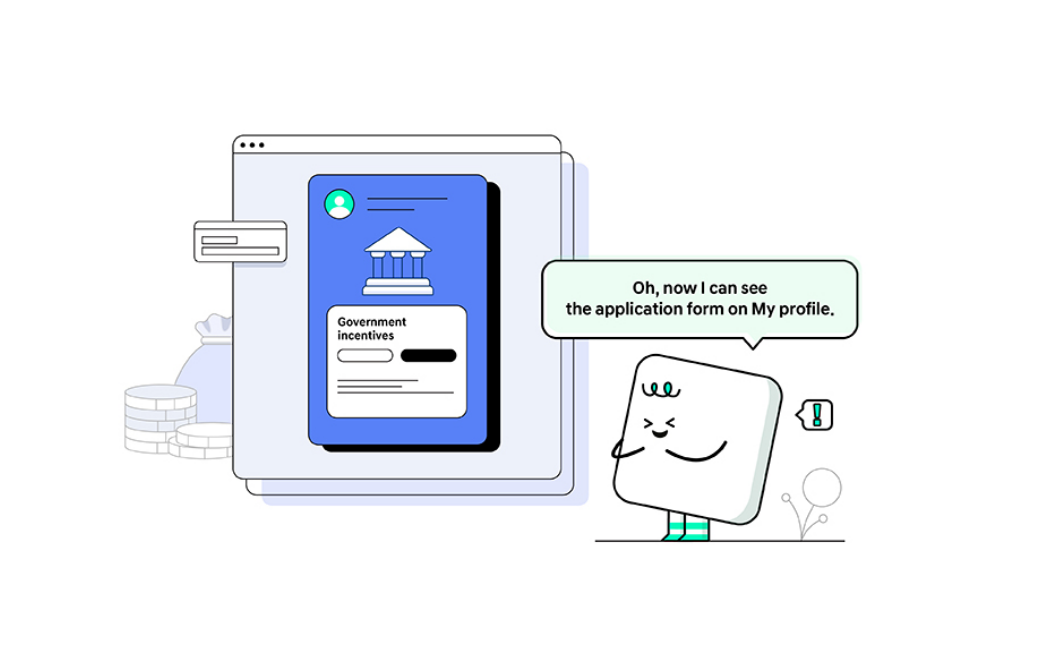 Oh, now I can see
the application form on My profile.
Government
incentives
!